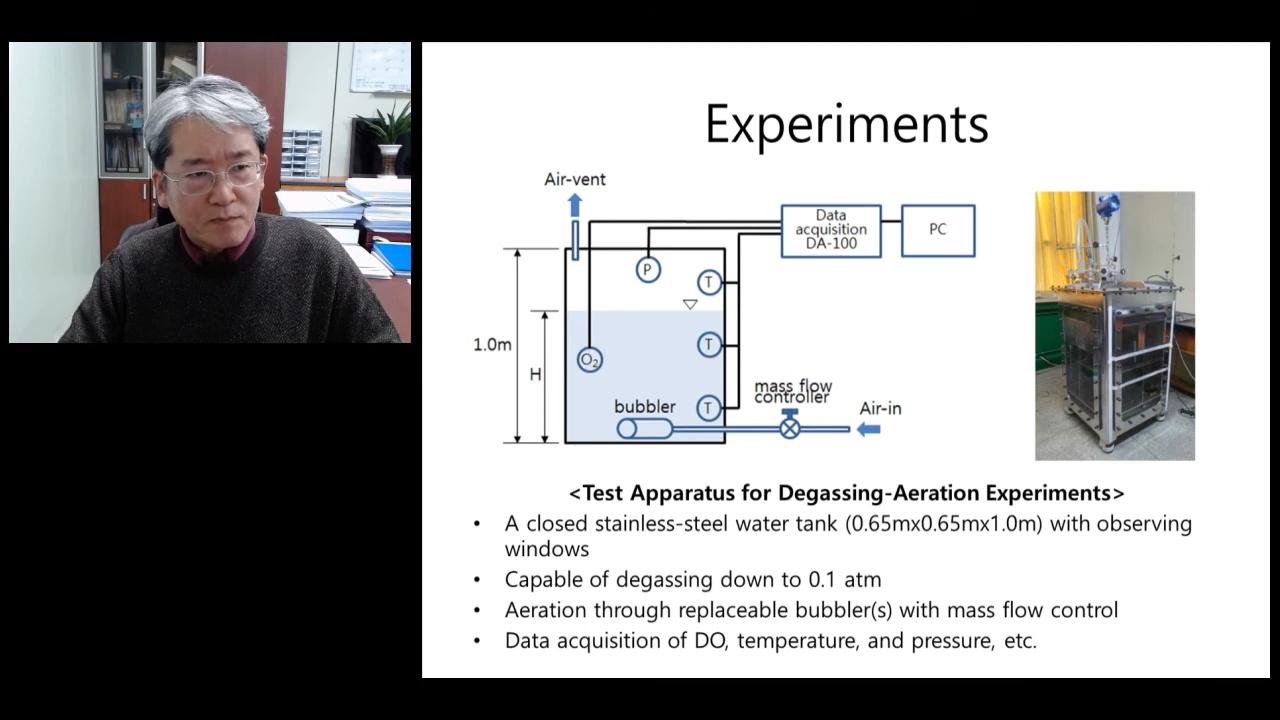 Experiments
Air-vent
Data
acquisition
DA-100
PC
P
T
1.0m
T
O₂
H
mass flow
controller
bubbler
T
Air-in
<Test Apparatus for Degassing-Aeration Experiments>
• A closed stainless-steel water tank (0.65mx0.65mx1.0m) with observing
windows
• Capable of degassing down to 0.1 atm
• Aeration through replaceable bubbler(s) with mass flow control
• Data acquisition of DO, temperature, and pressure, etc.